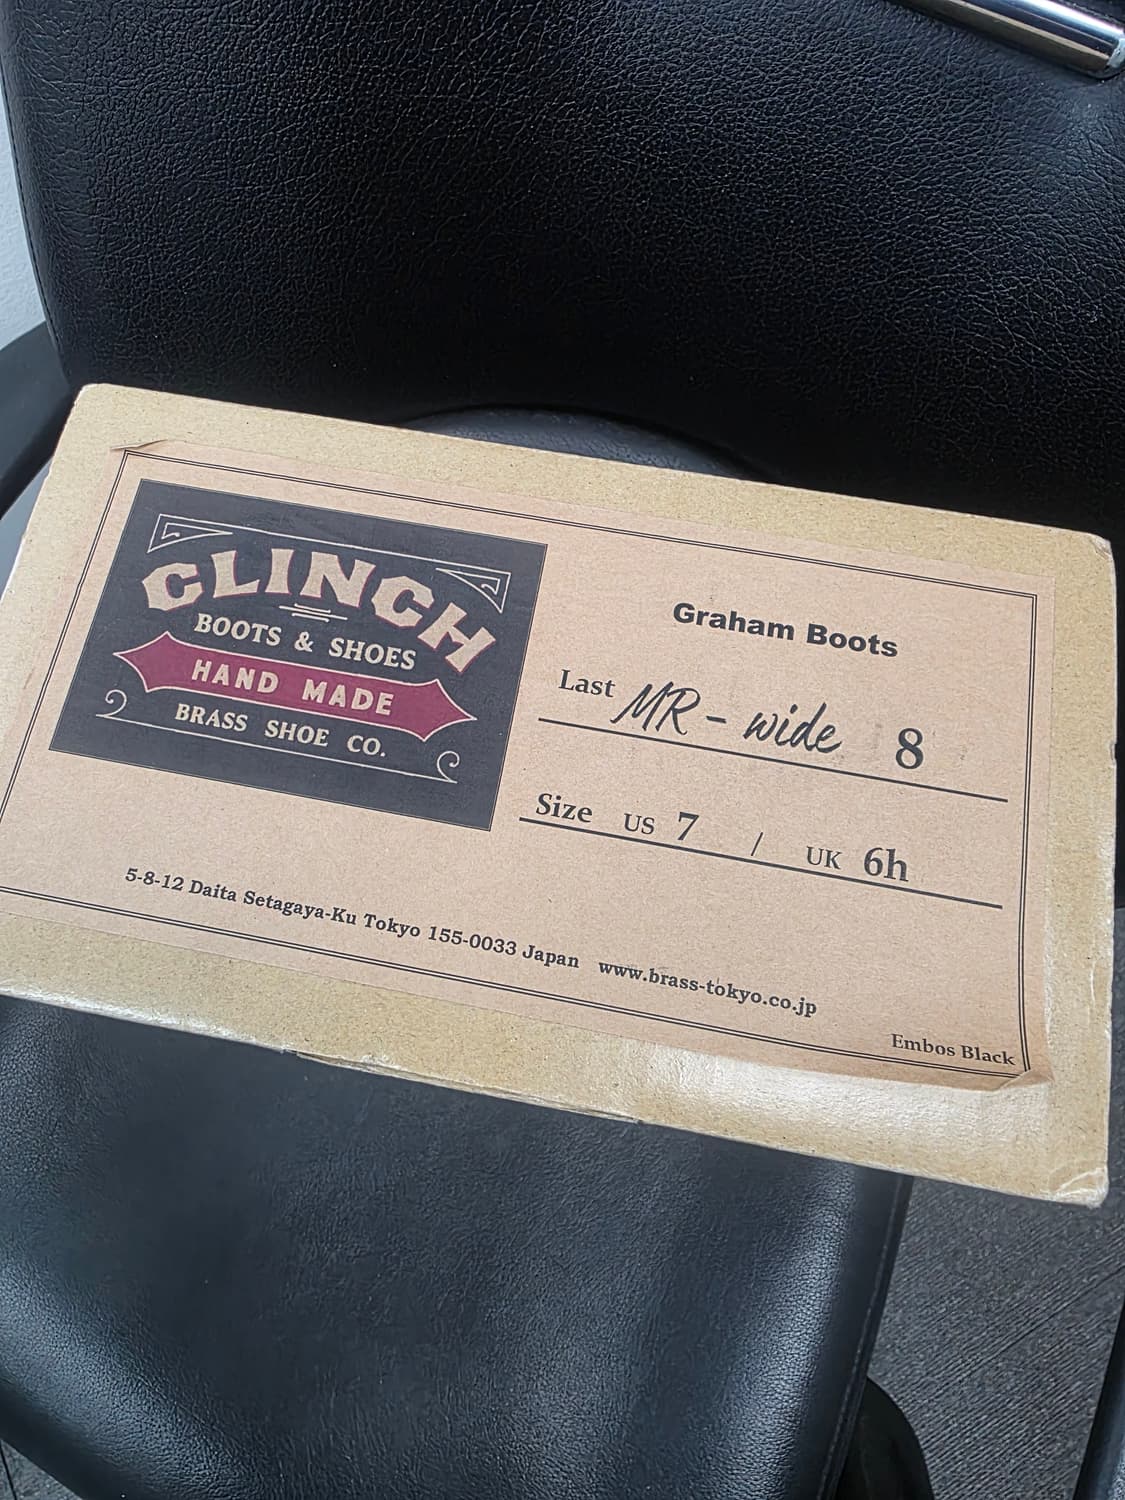 CLINCH
BOOTS & SHOES
HAND MADE
BRASS SHOE CO.
Graham Boots
Last MR - wide 8
Size US 7 / UK 6h
5-8-12 Daita Setagaya-Ku Tokyo 155-0033 Japan www.brass-tokyo.co.jp
Embos Black